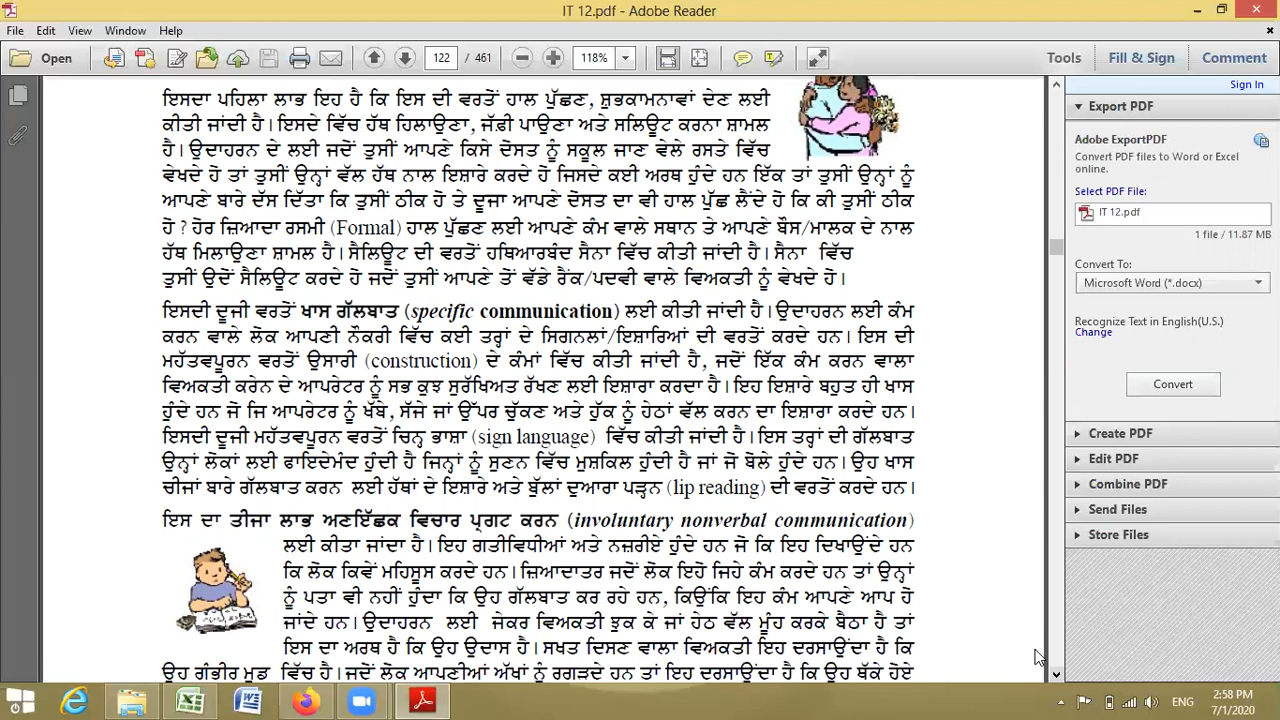 IT 12.pdf - Adobe Reader
File Edit View Window Help
Open 122 / 461 118% Tools Fill & Sign Comment
ਇਸਦਾ ਪਹਿਲਾ ਲਾਭ ਇਹ ਹੈ ਕਿ ਇਸ ਦੀ ਵਰਤੋਂ ਹਾਲ ਪੁੱਛਣ, ਸ਼ੁਭਕਾਮਨਾਵਾਂ ਦੇਣ ਲਈ
ਕੀਤੀ ਜਾਂਦੀ ਹੈ। ਇਸਦੇ ਵਿੱਚ ਹੱਥ ਹਿਲਾਉਣਾ, ਜੱਫ਼ੀ ਪਾਉਣਾ ਅਤੇ ਸਲਿਊਟ ਕਰਨਾ ਸ਼ਾਮਲ
ਹੈ। ਉਦਾਹਰਨ ਦੇ ਲਈ ਜਦੋਂ ਤੁਸੀਂ ਆਪਣੇ ਕਿਸੇ ਦੋਸਤ ਨੂੰ ਸਕੂਲ ਜਾਣ ਵੇਲੇ ਰਸਤੇ ਵਿੱਚ
ਵੇਖਦੇ ਹੋ ਤਾਂ ਤੁਸੀਂ ਉਨ੍ਹਾਂ ਵੱਲ ਹੱਥ ਨਾਲ ਇਸ਼ਾਰੇ ਕਰਦੇ ਹੋ ਜਿਸਦੇ ਕਈ ਅਰਥ ਹੁੰਦੇ ਹਨ ਇੱਕ ਤਾਂ ਤੁਸੀਂ ਉਨ੍ਹਾਂ ਨੂੰ
ਆਪਣੇ ਬਾਰੇ ਦੱਸ ਦਿੱਤਾ ਕਿ ਤੁਸੀਂ ਠੀਕ ਹੋ ਤੇ ਦੂਜਾ ਆਪਣੇ ਦੋਸਤ ਦਾ ਵੀ ਹਾਲ ਪੁੱਛ ਲੈਂਦੇ ਹੋ ਕਿ ਕੀ ਤੁਸੀਂ ਠੀਕ
ਹੋ ? ਹੋਰ ਜ਼ਿਆਦਾ ਰਸਮੀ (Formal) ਹਾਲ ਪੁੱਛਣ ਲਈ ਆਪਣੇ ਕੰਮ ਵਾਲੇ ਸਥਾਨ ਤੇ ਆਪਣੇ ਬੌਸ/ਮਾਲਕ ਦੇ ਨਾਲ
ਹੱਥ ਮਿਲਾਉਣਾ ਸ਼ਾਮਲ ਹੈ। ਸੈਲਿਊਟ ਦੀ ਵਰਤੋਂ ਹਥਿਆਰਬੰਦ ਸੈਨਾ ਵਿੱਚ ਕੀਤੀ ਜਾਂਦੀ ਹੈ। ਸੈਨਾ ਵਿੱਚ
ਤੁਸੀਂ ਉਦੋਂ ਸੈਲਿਊਟ ਕਰਦੇ ਹੋ ਜਦੋਂ ਤੁਸੀਂ ਆਪਣੇ ਤੋਂ ਵੱਡੇ ਰੈਂਕ/ਪਦਵੀ ਵਾਲੇ ਵਿਅਕਤੀ ਨੂੰ ਵੇਖਦੇ ਹੋ।
ਇਸਦੀ ਦੂਜੀ ਵਰਤੋਂ ਖਾਸ ਗੱਲਬਾਤ (specific communication) ਲਈ ਕੀਤੀ ਜਾਂਦੀ ਹੈ। ਉਦਾਹਰਨ ਲਈ ਕੰਮ
ਕਰਨ ਵਾਲੇ ਲੋਕ ਆਪਣੀ ਨੌਕਰੀ ਵਿੱਚ ਕਈ ਤਰ੍ਹਾਂ ਦੇ ਸਿਗਨਲਾਂ/ਇਸ਼ਾਰਿਆਂ ਦੀ ਵਰਤੋਂ ਕਰਦੇ ਹਨ। ਇਸ ਦੀ
ਮਹੱਤਵਪੂਰਨ ਵਰਤੋਂ ਉਸਾਰੀ (construction) ਦੇ ਕੰਮਾਂ ਵਿੱਚ ਕੀਤੀ ਜਾਂਦੀ ਹੈ, ਜਦੋਂ ਇੱਕ ਕੰਮ ਕਰਨ ਵਾਲਾ
ਵਿਅਕਤੀ ਕਰੇਨ ਦੇ ਆਪਰੇਟਰ ਨੂੰ ਸਭ ਕੁਝ ਸੁਰੱਖਿਅਤ ਰੱਖਣ ਲਈ ਇਸ਼ਾਰਾ ਕਰਦਾ ਹੈ। ਇਹ ਇਸ਼ਾਰੇ ਬਹੁਤ ਹੀ ਖਾਸ
ਹੁੰਦੇ ਹਨ ਜੋ ਜਿ ਆਪਰੇਟਰ ਨੂੰ ਖੱਬੇ, ਸੱਜੇ ਜਾਂ ਉੱਪਰ ਚੁੱਕਣ ਅਤੇ ਹੁੱਕ ਨੂੰ ਹੇਠਾਂ ਵੱਲ ਕਰਨ ਦਾ ਇਸ਼ਾਰਾ ਕਰਦੇ ਹਨ।
ਇਸਦੀ ਦੂਜੀ ਮਹੱਤਵਪੂਰਨ ਵਰਤੋਂ ਚਿਨ੍ਹ ਭਾਸ਼ਾ (sign language) ਵਿੱਚ ਕੀਤੀ ਜਾਂਦੀ ਹੈ। ਇਸ ਤਰ੍ਹਾਂ ਦੀ ਗੱਲਬਾਤ
ਉਨ੍ਹਾਂ ਲੋਕਾਂ ਲਈ ਫਾਇਦੇਮੰਦ ਹੁੰਦੀ ਹੈ ਜਿਨ੍ਹਾਂ ਨੂੰ ਸੁਣਨ ਵਿੱਚ ਮੁਸ਼ਕਿਲ ਹੁੰਦੀ ਹੈ ਜਾਂ ਜੋ ਬੋਲੇ ਹੁੰਦੇ ਹਨ। ਉਹ ਖਾਸ
ਚੀਜਾਂ ਬਾਰੇ ਗੱਲਬਾਤ ਕਰਨ ਲਈ ਹੱਥਾਂ ਦੇ ਇਸ਼ਾਰੇ ਅਤੇ ਬੁੱਲਾਂ ਦੁਆਰਾ ਪੜ੍ਹਨ (lip reading) ਦੀ ਵਰਤੋਂ ਕਰਦੇ ਹਨ।
ਇਸ ਦਾ ਤੀਜਾ ਲਾਭ ਅਣਇੱਛਕ ਵਿਚਾਰ ਪ੍ਰਗਟ ਕਰਨ (involuntary nonverbal communication)
ਲਈ ਕੀਤਾ ਜਾਂਦਾ ਹੈ। ਇਹ ਗਤੀਵਿਧੀਆਂ ਅਤੇ ਨਜ਼ਰੀਏ ਹੁੰਦੇ ਹਨ ਜੋ ਕਿ ਇਹ ਦਿਖਾਉਂਦੇ ਹਨ
ਕਿ ਲੋਕ ਕਿਵੇਂ ਮਹਿਸੂਸ ਕਰਦੇ ਹਨ। ਜ਼ਿਆਦਾਤਰ ਜਦੋਂ ਲੋਕ ਇਹੋ ਜਿਹੇ ਕੰਮ ਕਰਦੇ ਹਨ ਤਾਂ ਉਨ੍ਹਾਂ
ਨੂੰ ਪਤਾ ਵੀ ਨਹੀਂ ਹੁੰਦਾ ਕਿ ਉਹ ਗੱਲਬਾਤ ਕਰ ਰਹੇ ਹਨ, ਕਿਉਂਕਿ ਇਹ ਕੰਮ ਆਪਣੇ ਆਪ ਹੋ
ਜਾਂਦੇ ਹਨ। ਉਦਾਹਰਨ ਲਈ ਜੇਕਰ ਵਿਅਕਤੀ ਝੁਕ ਕੇ ਜਾਂ ਹੇਠ ਵੱਲ ਮੂੰਹ ਕਰਕੇ ਬੈਠਾ ਹੈ ਤਾਂ
ਇਸ ਦਾ ਅਰਥ ਹੈ ਕਿ ਉਹ ਉਦਾਸ ਹੈ। ਸਖਤ ਦਿਸਣ ਵਾਲਾ ਵਿਅਕਤੀ ਇਹ ਦਰਸਾਉਂਦਾ ਹੈ ਕਿ
ਉਹ ਗੰਭੀਰ ਮੂਡ ਵਿੱਚ ਹੈ। ਜਦੋਂ ਲੋਕ ਆਪਣੀਆਂ ਅੱਖਾਂ ਨੂੰ ਰਗੜਦੇ ਹਨ ਤਾਂ ਇਹ ਦਰਸਾਉਂਦਾ ਹੈ ਕਿ ਉਹ ਥੱਕੇ ਹੋਏ
Sign In
Export PDF
Adobe ExportPDF
Convert PDF files to Word or Excel
online.
Select PDF File:
IT 12.pdf
1 file / 11.87 MB
Convert To:
Microsoft Word (*.docx)
Recognize Text in English(U.S.)
Change
Convert
Create PDF
Edit PDF
Combine PDF
Send Files
Store Files
ENG
2:58 PM
7/1/2020